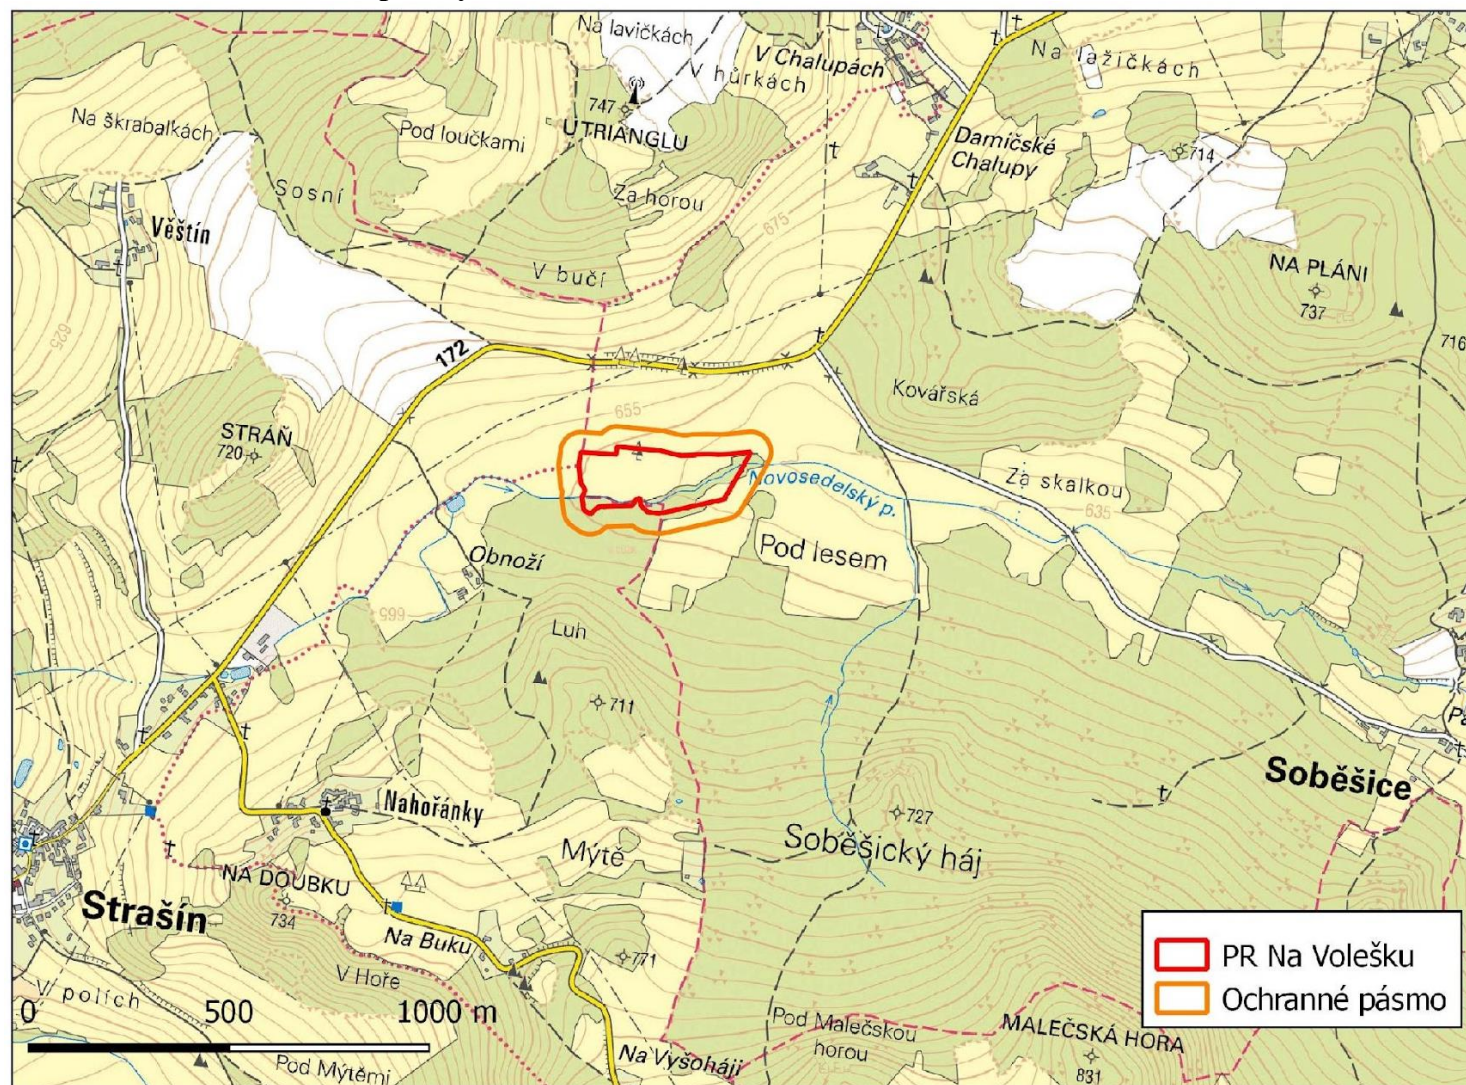 Na lavičkách
V Chalupách
Na lažičkách
V hůrkách
747
U TRIANGLU
Na škrabalkách
Pod loučkami
Damíčské
Chalupy
714
Sosní
Za horou
675
Věštín
V bučí
NA PLÁNI
737
716
625
172
Kovářská
655
STRÁŇ
720
Za skalkou
635
Novosedelský p.
Pod lesem
Obnoží
665
Luh
711
Soběšice
727
Nahořánky
Mýtě
Soběšický háj
NA DOUBKU
734
Strašín
Na Buku
771
V Hoře
V polích
PR Na Volešku
Ochranné pásmo
0 500 1000 m
Pod Malečskou
horou
MALEČSKÁ HORA
831
Na Vyšoháji
Pod Mýtěmi